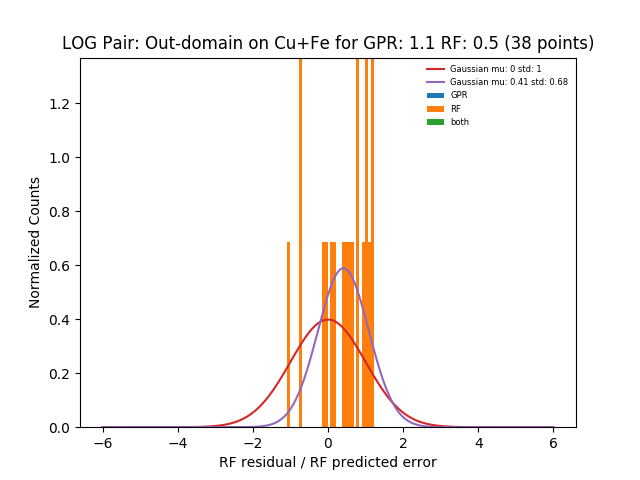 LOG Pair: Out-domain on Cu+Fe for GPR: 1.1 RF: 0.5 (38 points)
Gaussian mu: 0 std: 1
Gaussian mu: 0.41 std: 0.68
GPR
RF
both
Normalized Counts
1.2
1.0
0.8
0.6
0.4
0.2
0.0
−6 −4 −2 0 2 4 6
RF residual / RF predicted error